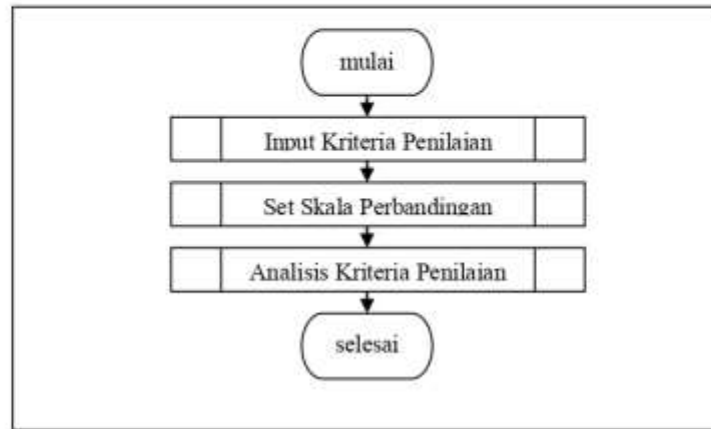 mulai
Input Kriteria Penilaian
Set Skala Perbandingan
Analisis Kriteria Penilaian
selesai